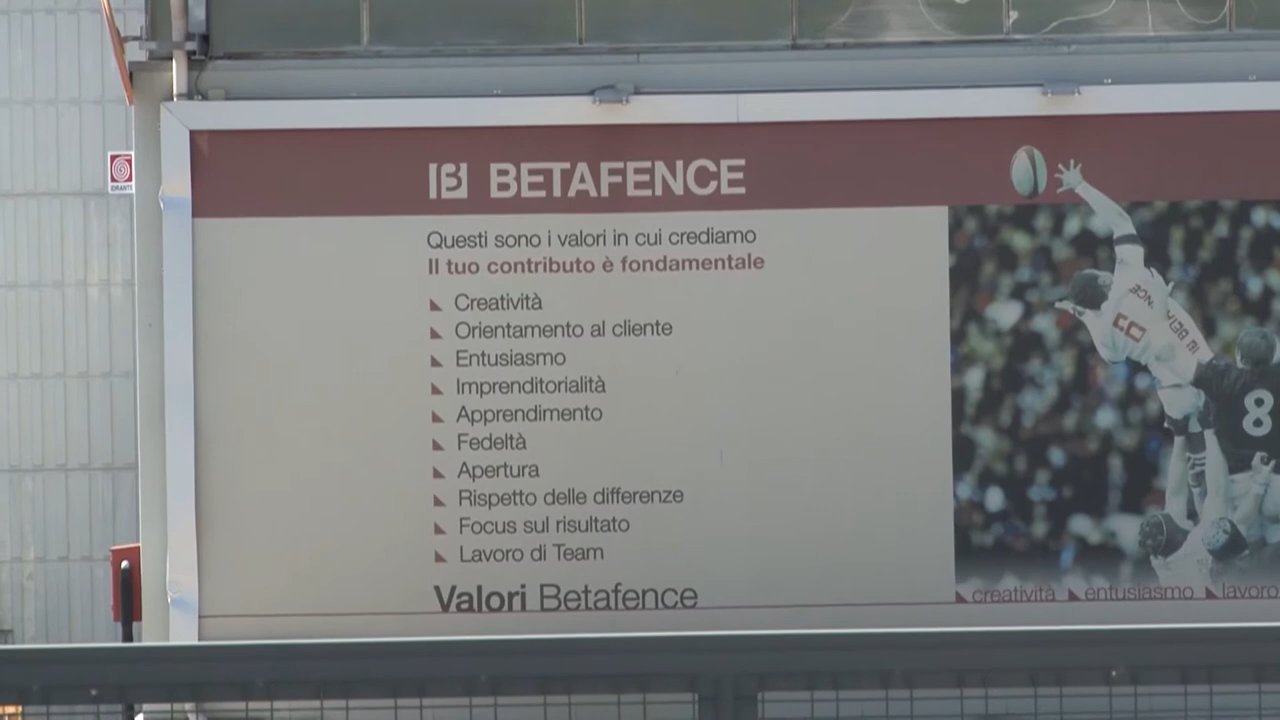 IDRANTE
BETAFENCE
Questi sono i valori in cui crediamo
Il tuo contributo è fondamentale
Creatività
Orientamento al cliente
Entusiasmo
Imprenditorialità
Apprendimento
Fedeltà
Apertura
Rispetto delle differenze
Focus sul risultato
Lavoro di Team
Valori Betafence
8
creatività entusiasmo lavoro